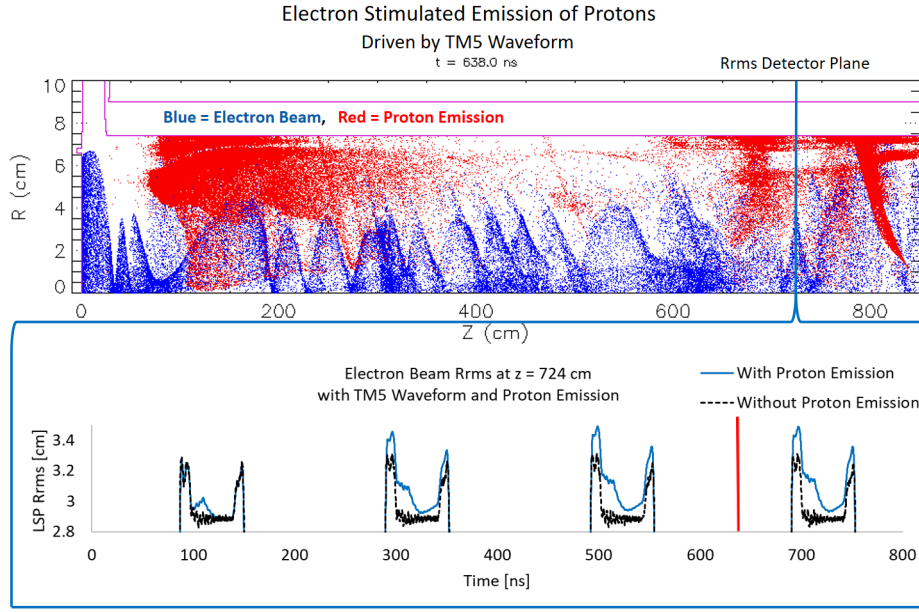 Electron Stimulated Emission of Protons
Driven by TM5 Waveform
t = 638.0 ns
Rrms Detector Plane
Blue = Electron Beam, Red = Proton Emission
R (cm)
10
8
6
4
2
0
0 200 400 600 800
Z (cm)
Electron Beam Rrms at z = 724 cm
with TM5 Waveform and Proton Emission
With Proton Emission
Without Proton Emission
LSP Rrms [cm]
3.4
3.2
3
2.8
0 100 200 300 400 500 600 700 800
Time [ns]